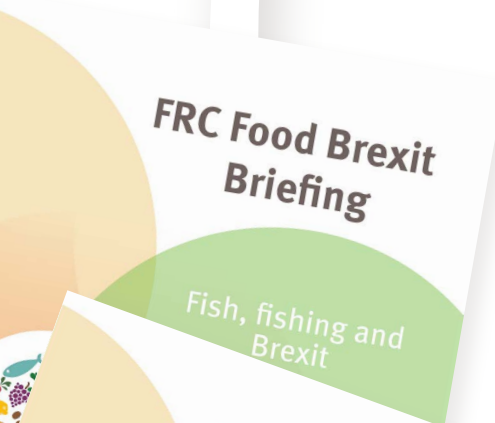 FRC Food Brexit
Briefing
Fish, fishing and
Brexit